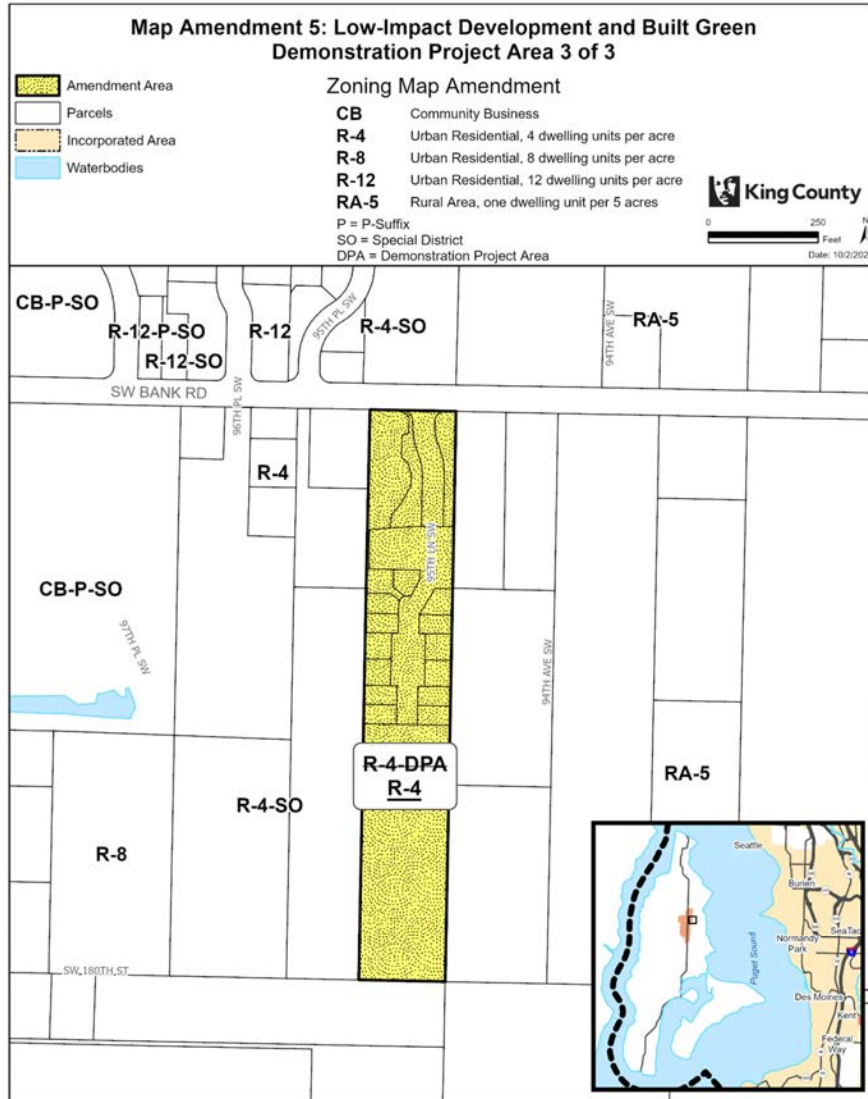 Map Amendment 5: Low-Impact Development and Built Green
Demonstration Project Area 3 of 3
Amendment Area
Parcels
Incorporated Area
Waterbodies
Zoning Map Amendment
CB Community Business
R-4 Urban Residential, 4 dwelling units per acre
R-8 Urban Residential, 8 dwelling units per acre
R-12 Urban Residential, 12 dwelling units per acre
RA-5 Rural Area, one dwelling unit per 5 acres
P = P-Suffix
SO = Special District
DPA = Demonstration Project Area
King County
0 250
Feet
N
Date:
CB-P-SO
R-12-P-SO
R-12-SO
R-12
95TH PL SW
R-4-SO
94TH AVE SW
RA-5
SW BANK RD
96TH PL SW
R-4
95TH LN SW
CB-P-SO
97TH PL SW
94TH AVE SW
R-4-DPA
R-4
RA-5
R-4-SO
R-8
SW 180TH ST
Seattle
Burien
Normandy
Park
SeaTac
Puget Sound
Des Moines
Kent
Federal
Way